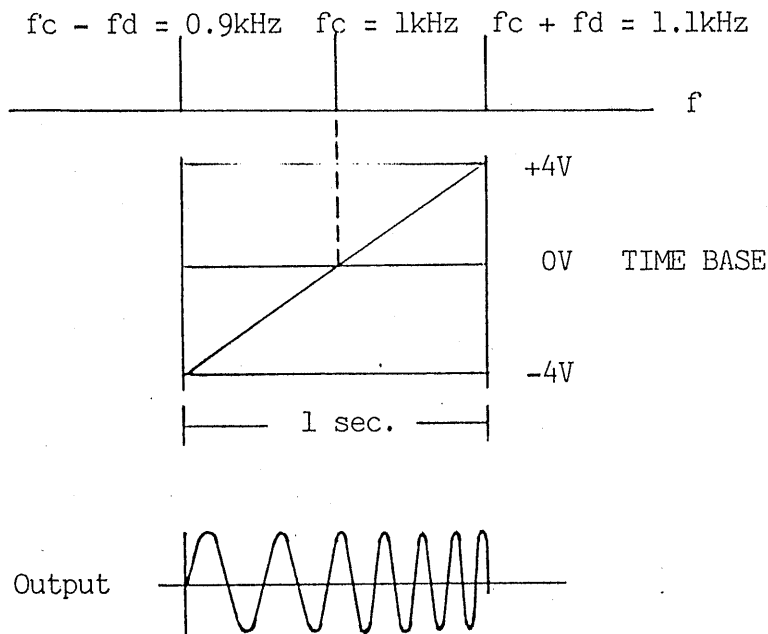 fc - fd = 0.9kHz fc = 1kHz fc + fd = 1.1kHz
f
+4V
0V TIME BASE
-4V
1 sec.
Output